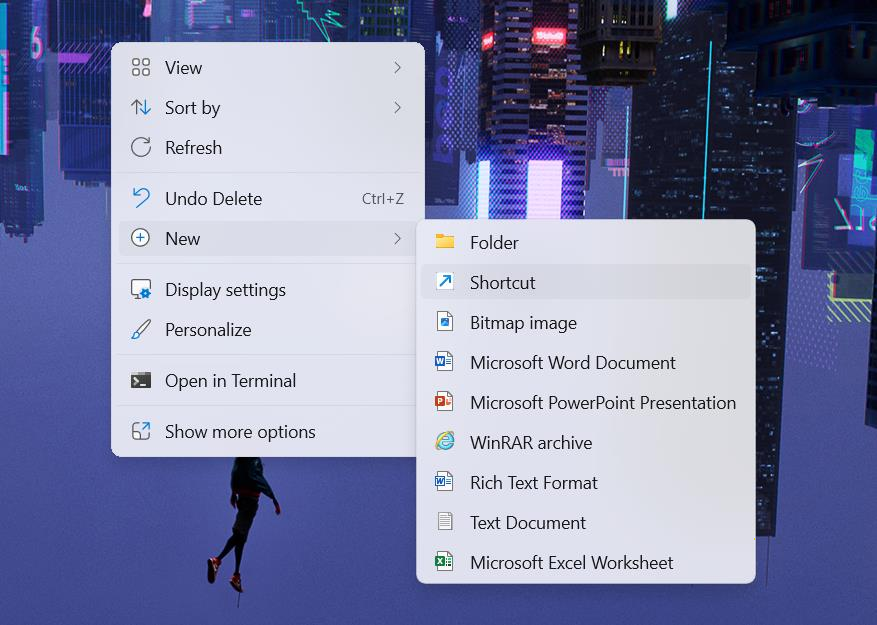 View
Sort by
Refresh
Undo Delete Ctrl+Z
New
Display settings
Personalize
Open in Terminal
Show more options
Folder
Shortcut
Bitmap image
Microsoft Word Document
Microsoft PowerPoint Presentation
WinRAR archive
Rich Text Format
Text Document
Microsoft Excel Worksheet